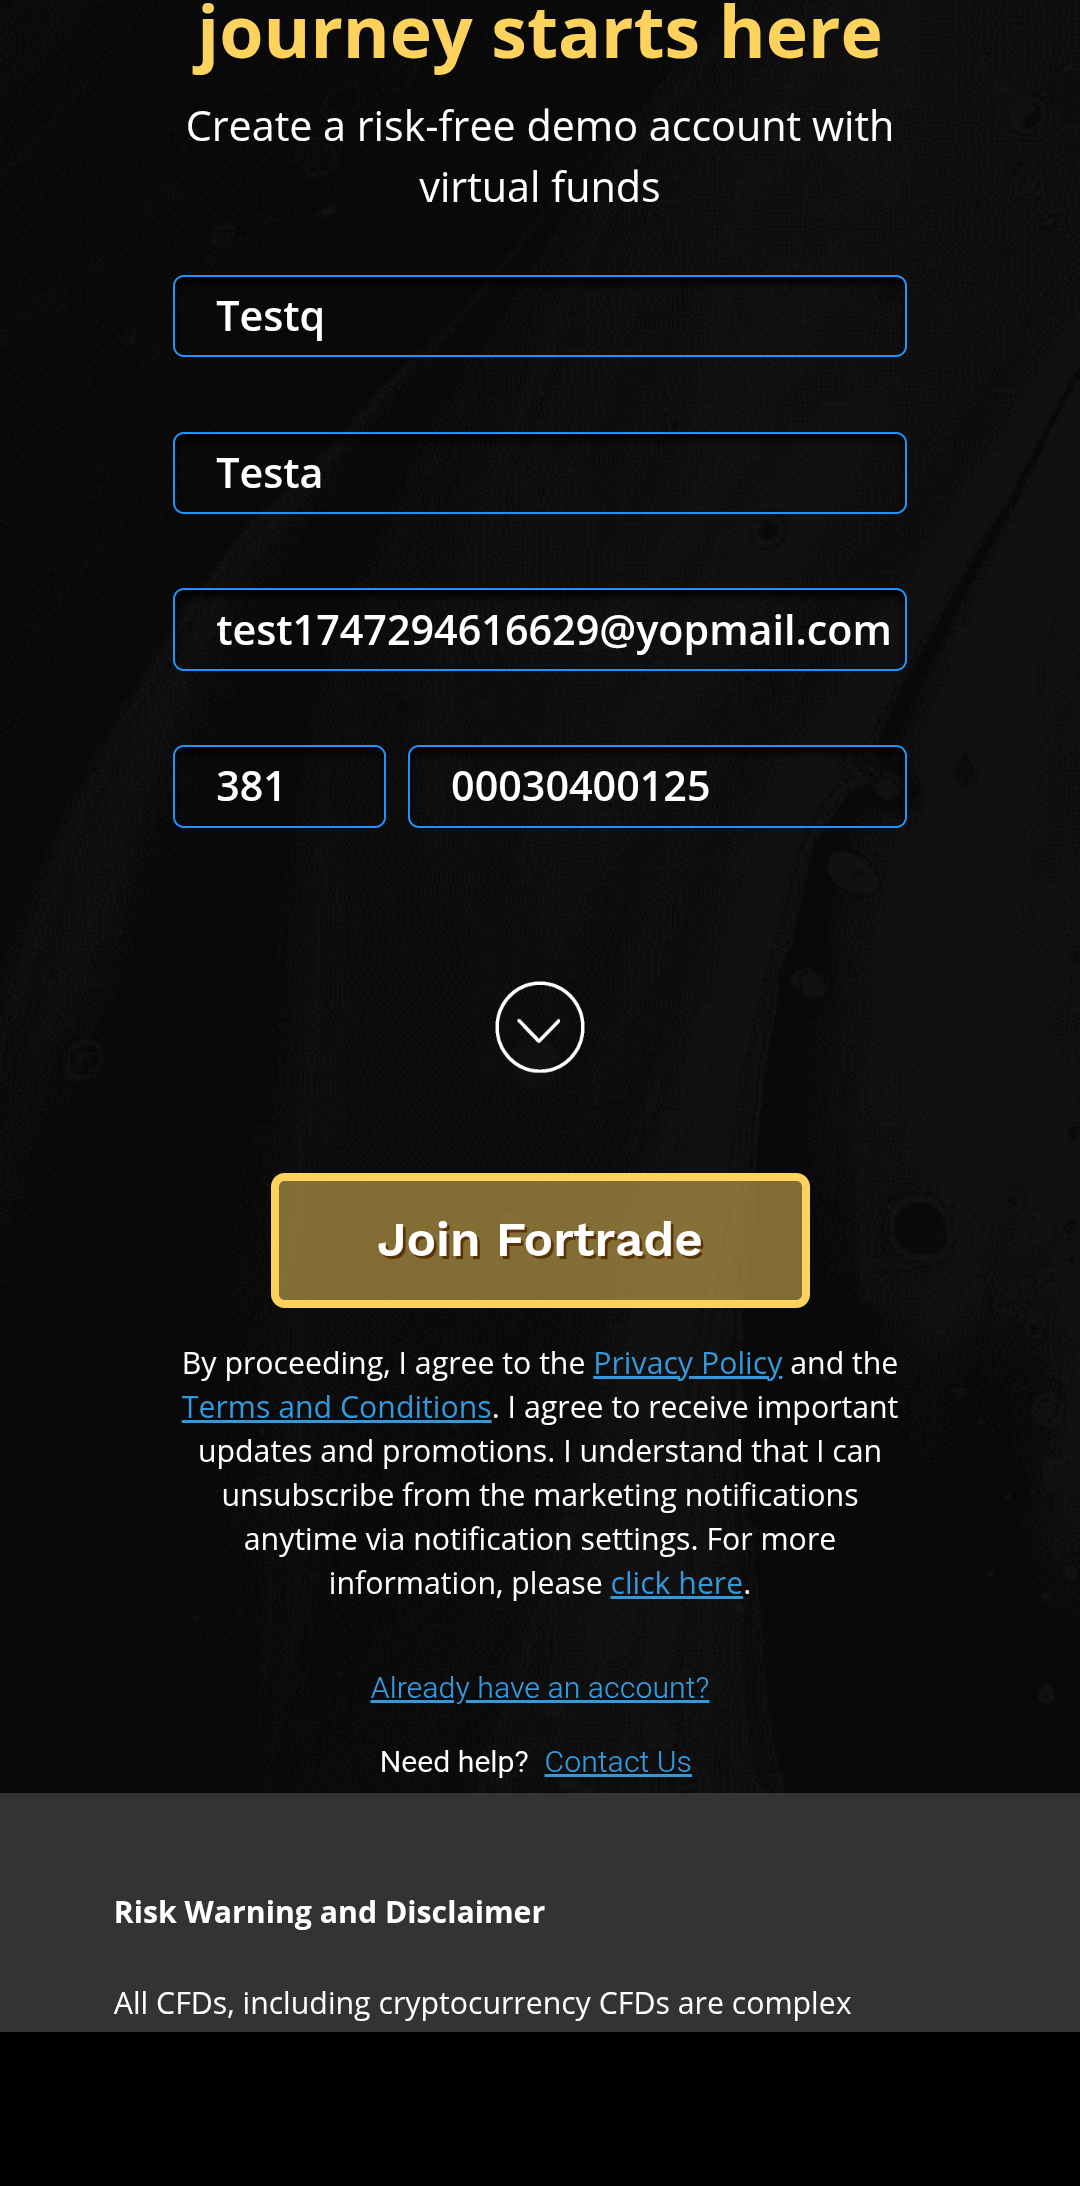 journey starts here
Create a risk-free demo account with
virtual funds
Testq
Testa
test1747294616629@yopmail.com
381 00030400125
Join Fortrade
By proceeding, I agree to the Privacy Policy and the
Terms and Conditions. I agree to receive important
updates and promotions. I understand that I can
unsubscribe from the marketing notifications
anytime via notification settings. For more
information, please click here.
Already have an account?
Need help? Contact Us
Risk Warning and Disclaimer
All CFDs, including cryptocurrency CFDs are complex